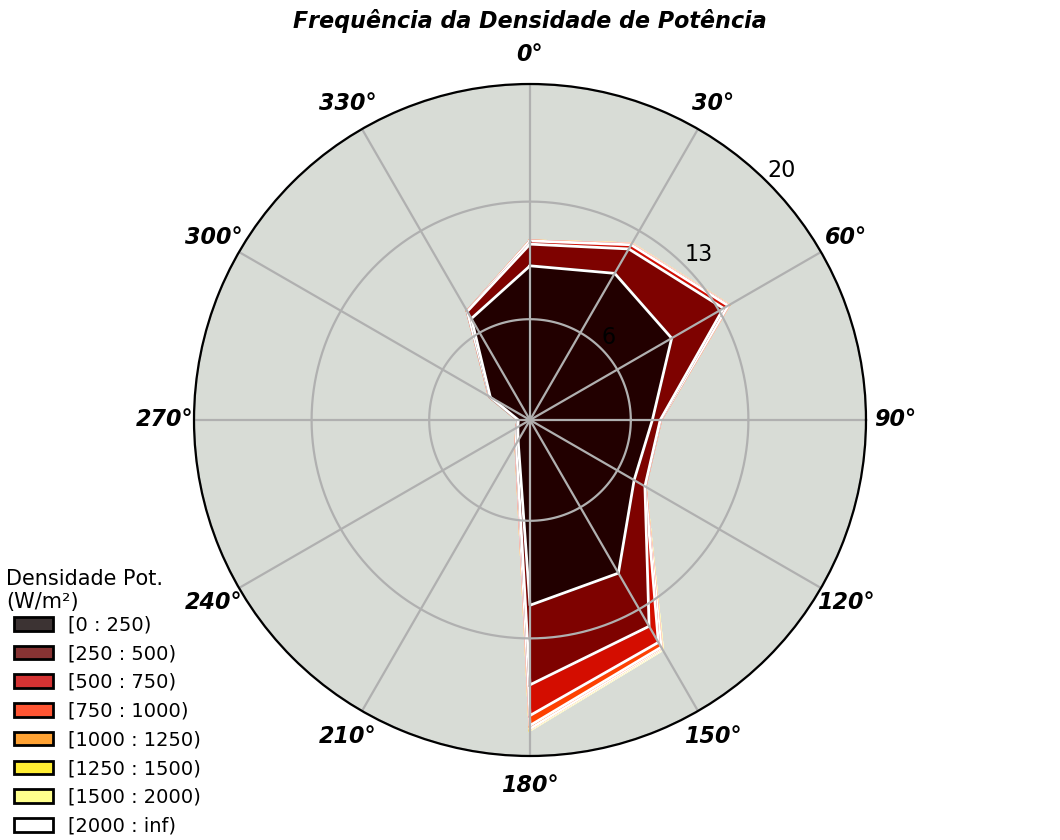 Frequência da Densidade de Potência
0°
330°
30°
20
300°
60°
13
6
270°
90°
240°
120°
210°
150°
180°
Densidade Pot.
(W/m²)
[0 : 250)
[250 : 500)
[500 : 750)
[750 : 1000)
[1000 : 1250)
[1250 : 1500)
[1500 : 2000)
[2000 : inf)